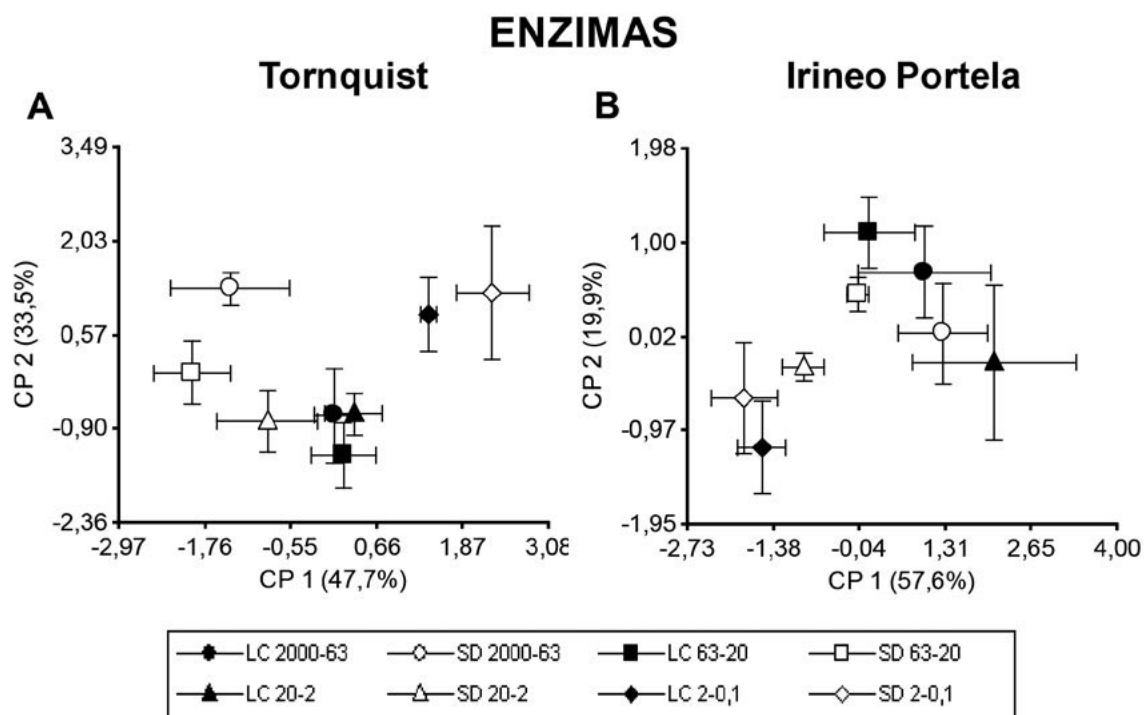 ENZIMAS
Tornquist
Irineo Portela
A
B
3,49
2,03
0,57
-0,90
-2,36
CP 2 (33,5%)
-2,97 -1,76 -0,55 0,66 1,87 3,08
CP 1 (47,7%)
1,98
1,00
0,02
-0,97
-1,95
CP 2 (19,9%)
-2,73 -1,38 -0,04 1,31 2,65 4,00
CP 1 (57,6%)
LC 2000-63 SD 2000-63 LC 63-20 SD 63-20
LC 20-2 SD 20-2 LC 2-0,1 SD 2-0,1